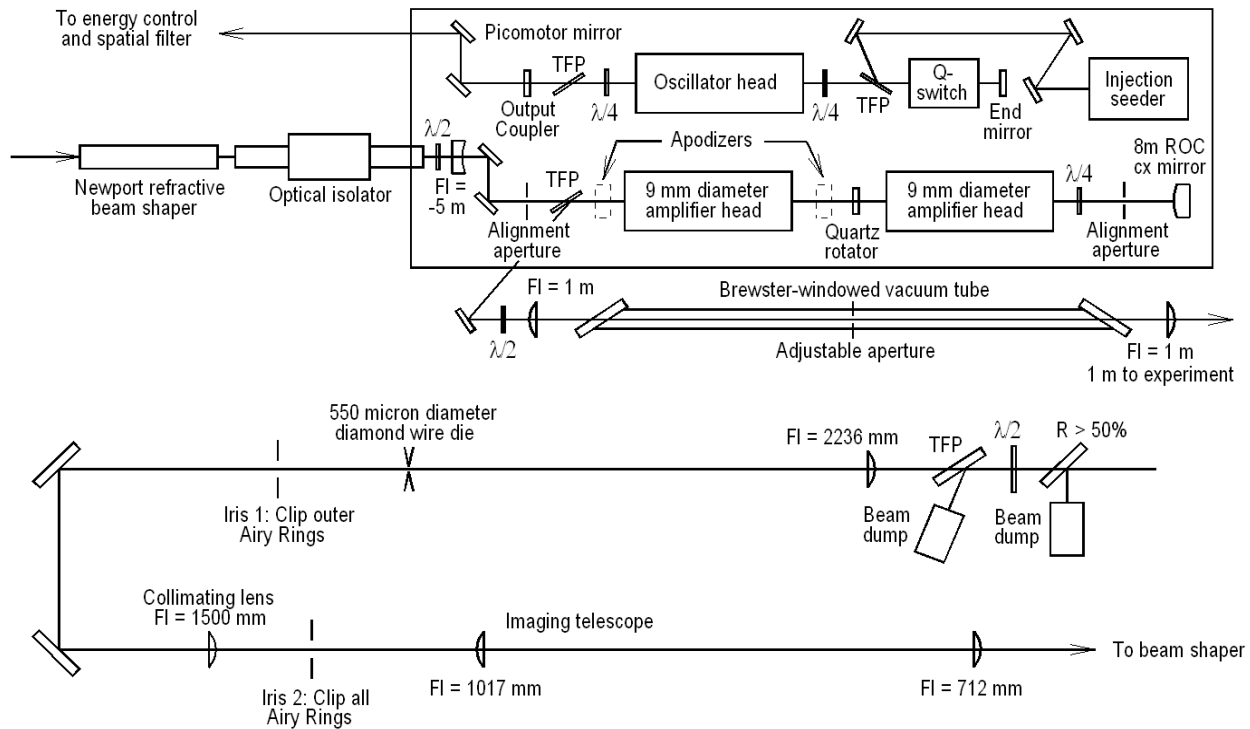 To energy control
and spatial filter
Picomotor mirror
TFP
Output
Coupler
λ/4
Oscillator head
λ/4
TFP
Q-
switch
End
mirror
Injection
seeder
Newport refractive
beam shaper
Optical isolator
λ/2
Fl =
-5 m
Alignment
aperture
TFP
Apodizers
9 mm diameter
amplifier head
Quartz
rotator
9 mm diameter
amplifier head
λ/4
Alignment
aperture
8m ROC
cx mirror
λ/2
Fl = 1 m
Brewster-windowed vacuum tube
Adjustable aperture
Fl = 1 m
1 m to experiment
550 micron diameter
diamond wire die
Iris 1: Clip outer
Airy Rings
Fl = 2236 mm
TFP
λ/2
R > 50%
Beam
dump
Beam
dump
Collimating lens
Fl = 1500 mm
Iris 2: Clip all
Airy Rings
Imaging telescope
Fl = 1017 mm
Fl = 712 mm
To beam shaper